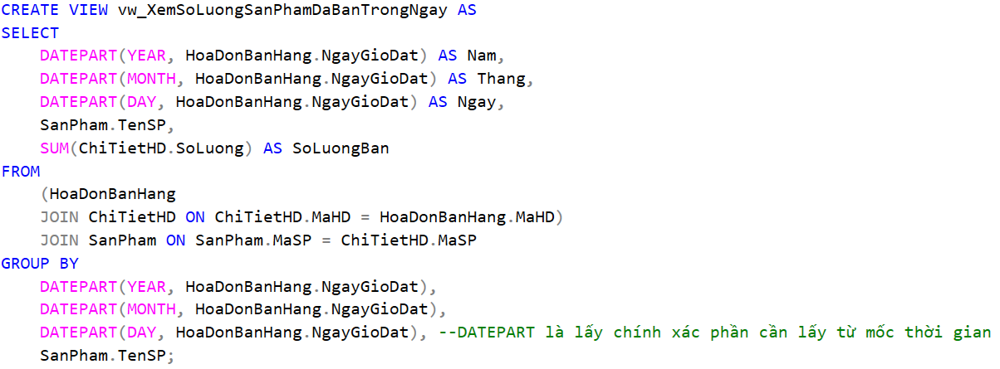 CREATE VIEW vw_XemSoLuongSanPhamDaBanTrongNgay AS
SELECT
    DATEPART(YEAR, HoaDonBanHang.NgayGioDat) AS Nam,
    DATEPART(MONTH, HoaDonBanHang.NgayGioDat) AS Thang,
    DATEPART(DAY, HoaDonBanHang.NgayGioDat) AS Ngay,
    SanPham.TenSP,
    SUM(ChiTietHD.SoLuong) AS SoLuongBan
FROM
    (HoaDonBanHang
    JOIN ChiTietHD ON ChiTietHD.MaHD = HoaDonBanHang.MaHD)
    JOIN SanPham ON SanPham.MaSP = ChiTietHD.MaSP
GROUP BY
    DATEPART(YEAR, HoaDonBanHang.NgayGioDat),
    DATEPART(MONTH, HoaDonBanHang.NgayGioDat),
    DATEPART(DAY, HoaDonBanHang.NgayGioDat), --DATEPART là lấy chính xác phần cần lấy từ mốc thời gian
    SanPham.TenSP;